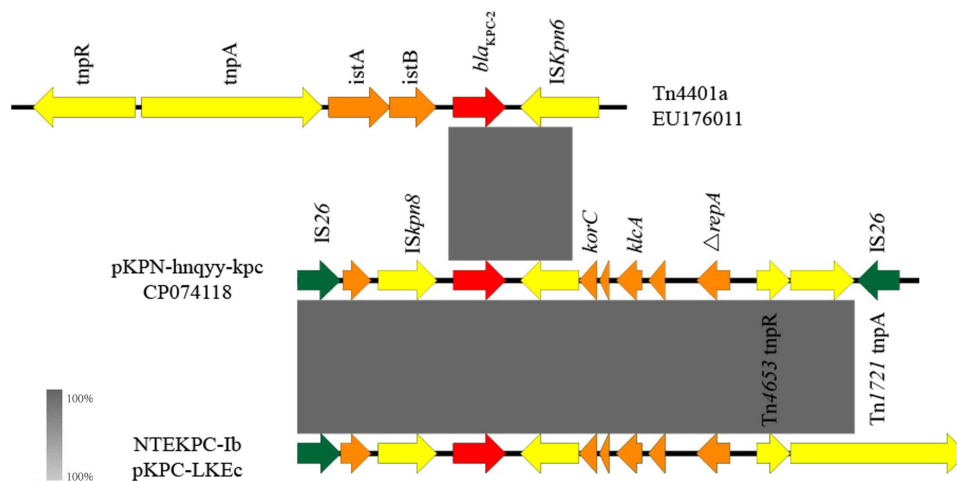 tnpR
tnpA
istA
istB
blaKPC-2
ISKpn6
Tn4401a
EU176011
IS26
ISkpn8
korC
klcA
△repA
IS26
pKPN-hnqyy-kpc
CP074118
Tn4653 tnpR
Tn1721 tnpA
100%
100%
NTEKPC-Ib
pKPC-LKEc